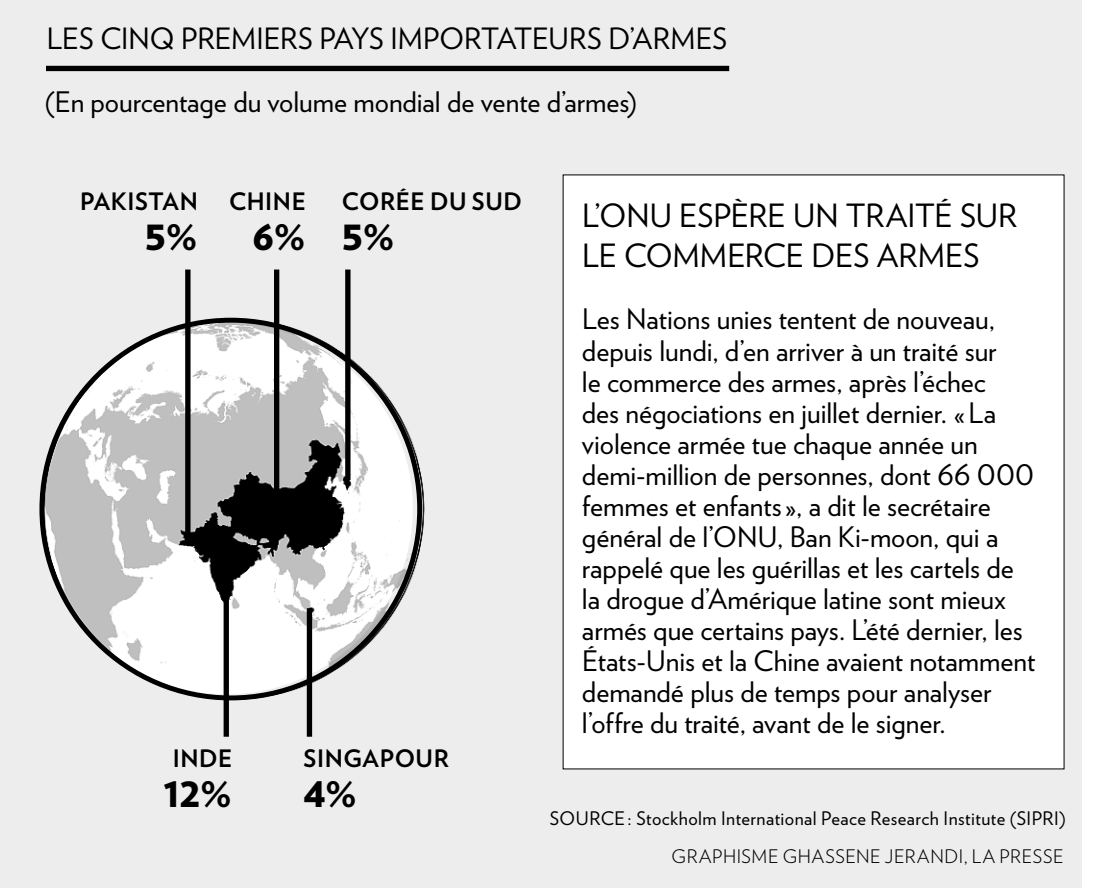 LES CINQ PREMIERS PAYS IMPORTATEURS D'ARMES
(En pourcentage du volume mondial de vente d'armes)
PAKISTAN
5%
CHINE
6%
CORÉE DU SUD
5%
INDE
12%
SINGAPOUR
4%
L'ONU ESPÈRE UN TRAITÉ SUR
LE COMMERCE DES ARMES
Les Nations unies tentent de nouveau,
depuis lundi, d'en arriver à un traité sur
le commerce des armes, après l'échec
des négociations en juillet dernier. « La
violence armée tue chaque année un
demi-million de personnes, dont 66 000
femmes et enfants », a dit le secrétaire
général de l'ONU, Ban Ki-moon, qui a
rappelé que les guérillas et les cartels de
la drogue d'Amérique latine sont mieux
armés que certains pays. L'été dernier, les
États-Unis et la Chine avaient notamment
demandé plus de temps pour analyser
l'offre du traité, avant de le signer.
SOURCE : Stockholm International Peace Research Institute (SIPRI)
GRAPHISME GHASSENE JERANDI, LA PRESSE